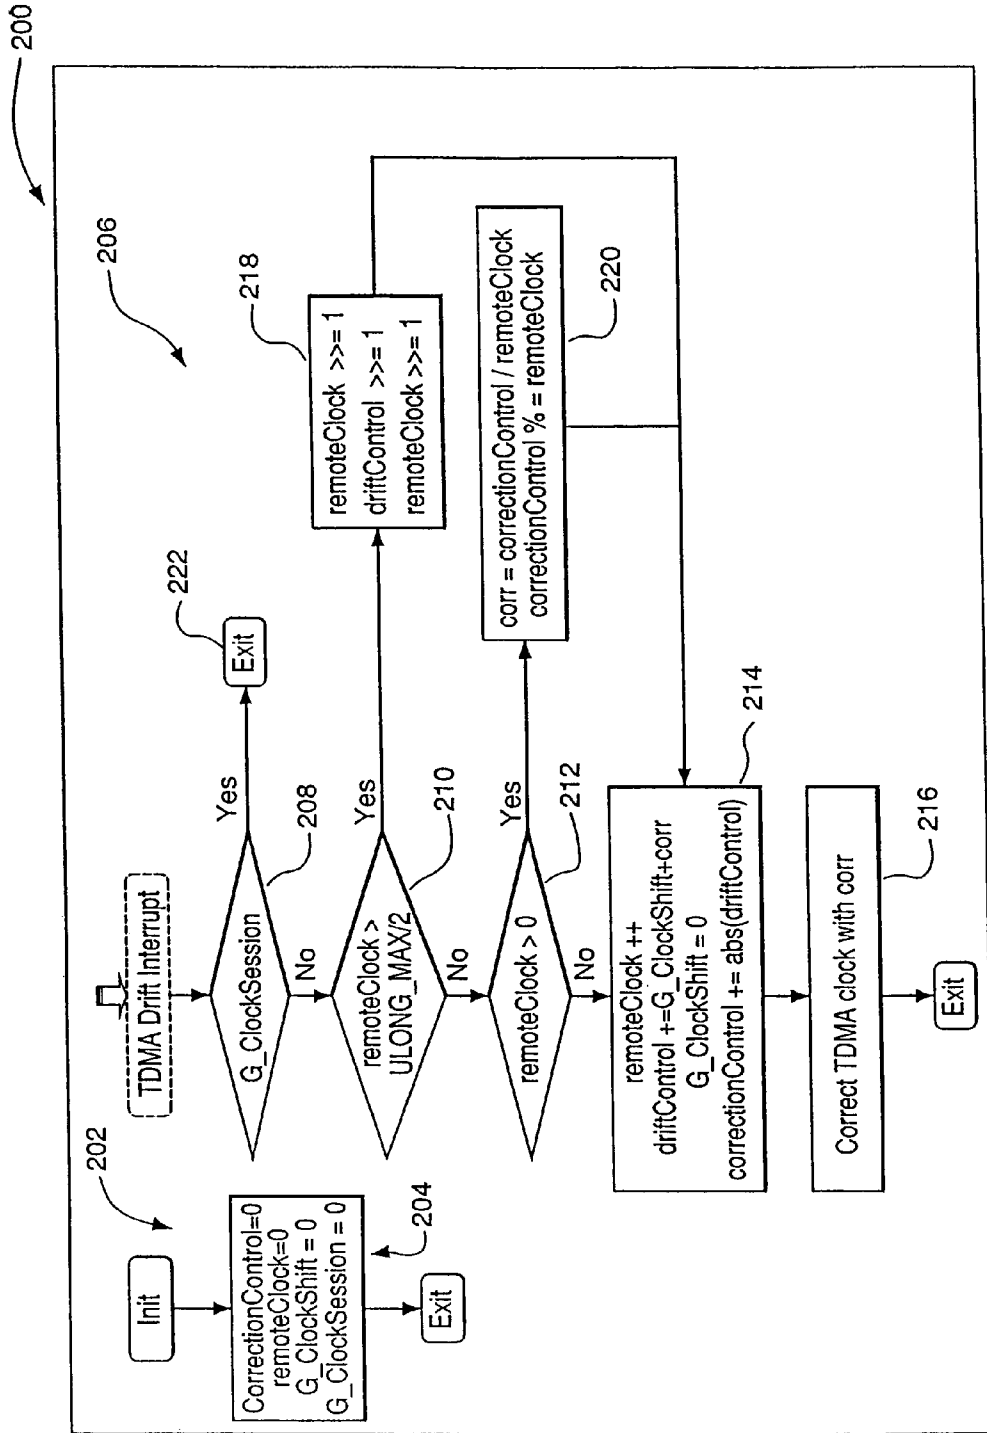 200
202
Init
CorrectionControl=0
remoteClock=0
G_ClockShift = 0
G_ClockSession = 0
204
Exit
206
TDMA Drift Interrupt
G_ClockSession
208
Yes
222
Exit
No
remoteClock >
ULONG_MAX/2
210
Yes
218
remoteClock >>= 1
driftControl >>= 1
remoteClock >>= 1
No
remoteClock > 0
212
Yes
corr = correctionControl / remoteClock
correctionControl % = remoteClock
220
No
remoteClock ++
driftControl +=G_ClockShift+corr
G_ClockShift = 0
correctionControl += abs(driftControl)
214
Correct TDMA clock with corr
216
Exit